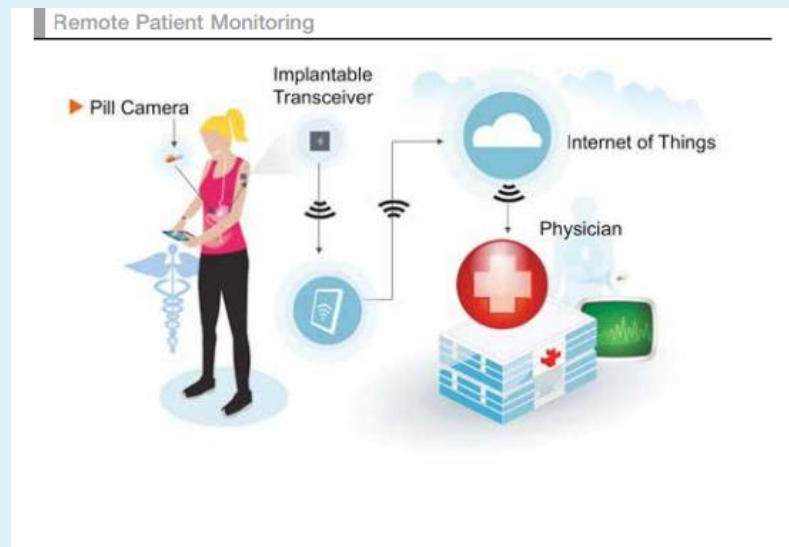 Remote Patient Monitoring
Implantable
Transceiver
Pill Camera
Internet of Things
Physician